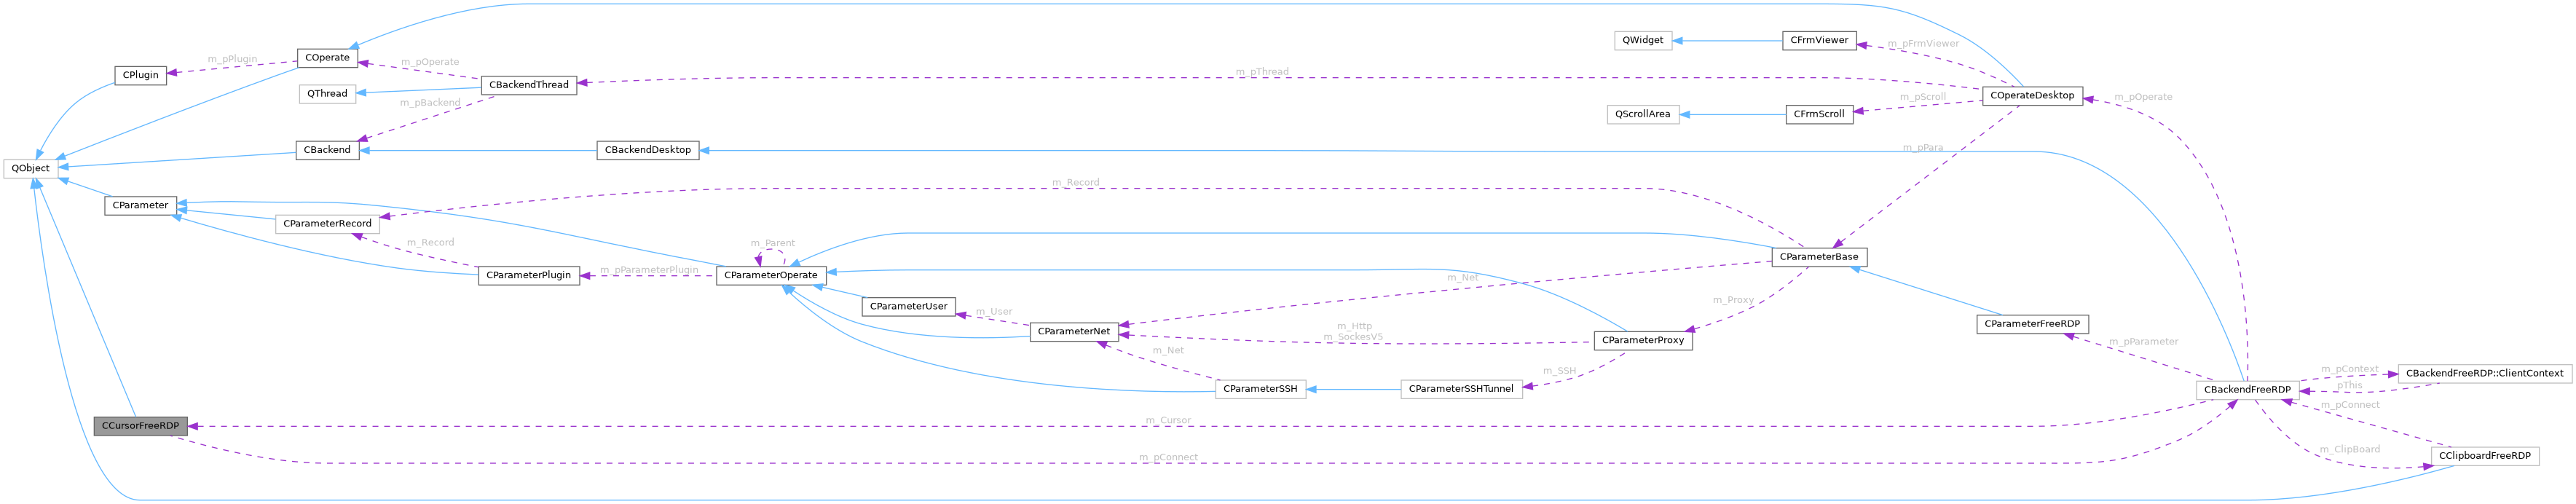 QWidget
CFrmViewer
m_pFrmViewer
COperate
m_pPlugin
m_pOperate
CPlugin
m_pThread
CBackendThread
QThread
m_pBackend
COperateDesktop
m_pOperate
m_pScroll
QScrollArea
CFrmScroll
CBackend
CBackendDesktop
m_pPara
QObject
m_Record
CParameter
CParameterRecord
m_Record
m_Parent
CParameterBase
m_pParameterPlugin
CParameterPlugin
CParameterOperate
m_Net
CParameterUser
m_Proxy
m_User
CParameterNet
m_Http
m_SockesV5
CParameterProxy
CParameterFreeRDP
m_pParameter
m_Net
m_SSH
CParameterSSH
CParameterSSHTunnel
m_pContext
CBackendFreeRDP::ClientContext
pThis
CBackendFreeRDP
m_pConnect
CCursorFreeRDP
m_Cursor
m_pConnect
m_ClipBoard
CClipboardFreeRDP